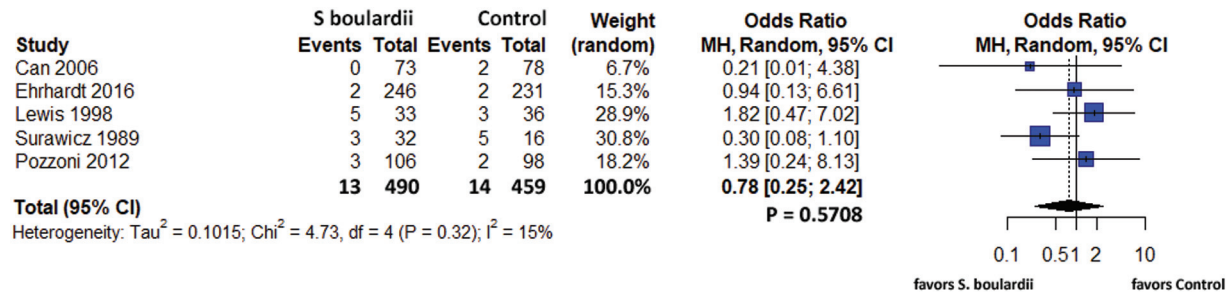 S boulardii Control Weight Odds Ratio Odds Ratio
Study Events Total Events Total (random) MH, Random, 95% CI MH, Random, 95% CI
Can 2006 0 73 2 78 6.7% 0.21 [0.01; 4.38]
Ehrhardt 2016 2 246 2 231 15.3% 0.94 [0.13; 6.61]
Lewis 1998 5 33 3 36 28.9% 1.82 [0.47; 7.02]
Surawicz 1989 3 32 5 16 30.8% 0.30 [0.08; 1.10]
Pozzoni 2012 3 106 2 98 18.2% 1.39 [0.24; 8.13]
13 490 14 459 100.0% 0.78 [0.25; 2.42]
Total (95% CI) P = 0.5708
Heterogeneity: Tau² = 0.1015; Chi² = 4.73, df = 4 (P = 0.32); I² = 15%
0.1 0.5 1 2 10
favors S. boulardii favors Control